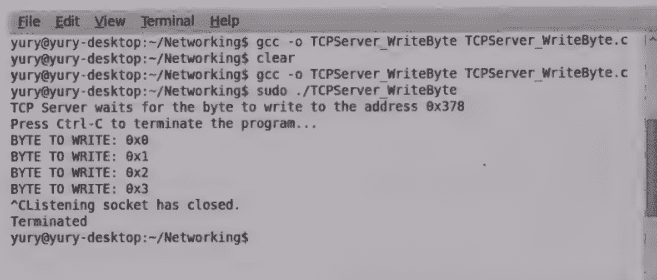 File Edit View Terminal Help
yury@yury-desktop:~/Networking$ gcc -o TCPServer_WriteByte TCPServer_WriteByte.c
yury@yury-desktop:~/Networking$ clear
yury@yury-desktop:~/Networking$ gcc -o TCPServer_WriteByte TCPServer_WriteByte.c
yury@yury-desktop:~/Networking$ sudo ./TCPServer_WriteByte
TCP Server waits for the byte to write to the address 0x378
Press Ctrl-C to terminate the program...
BYTE TO WRITE: 0x0
BYTE TO WRITE: 0x1
BYTE TO WRITE: 0x2
BYTE TO WRITE: 0x3
^CListening socket has closed.
Terminated
yury@yury-desktop:~/Networking$